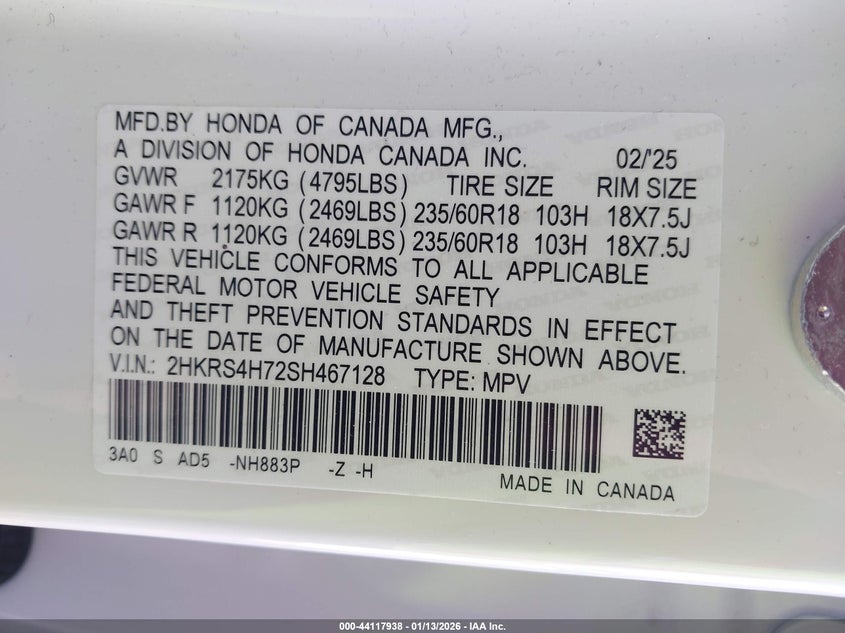 MFD.BY HONDA OF CANADA MFG.,
A DIVISION OF HONDA CANADA INC. 02/'25
GVWR 2175KG (4795LBS) TIRE SIZE RIM SIZE
GAWR F 1120KG (2469LBS) 235/60R18 103H 18X7.5J
GAWR R 1120KG (2469LBS) 235/60R18 103H 18X7.5J
THIS VEHICLE CONFORMS TO ALL APPLICABLE
FEDERAL MOTOR VEHICLE SAFETY
AND THEFT PREVENTION STANDARDS IN EFFECT
ON THE DATE OF MANUFACTURE SHOWN ABOVE.
V.I.N.: 2HKRS4H72SH467128 TYPE: MPV
3A0 S AD5 -NH883P -Z -H
MADE IN CANADA
000-44117938 - 01/13/2026 - IAA Inc.